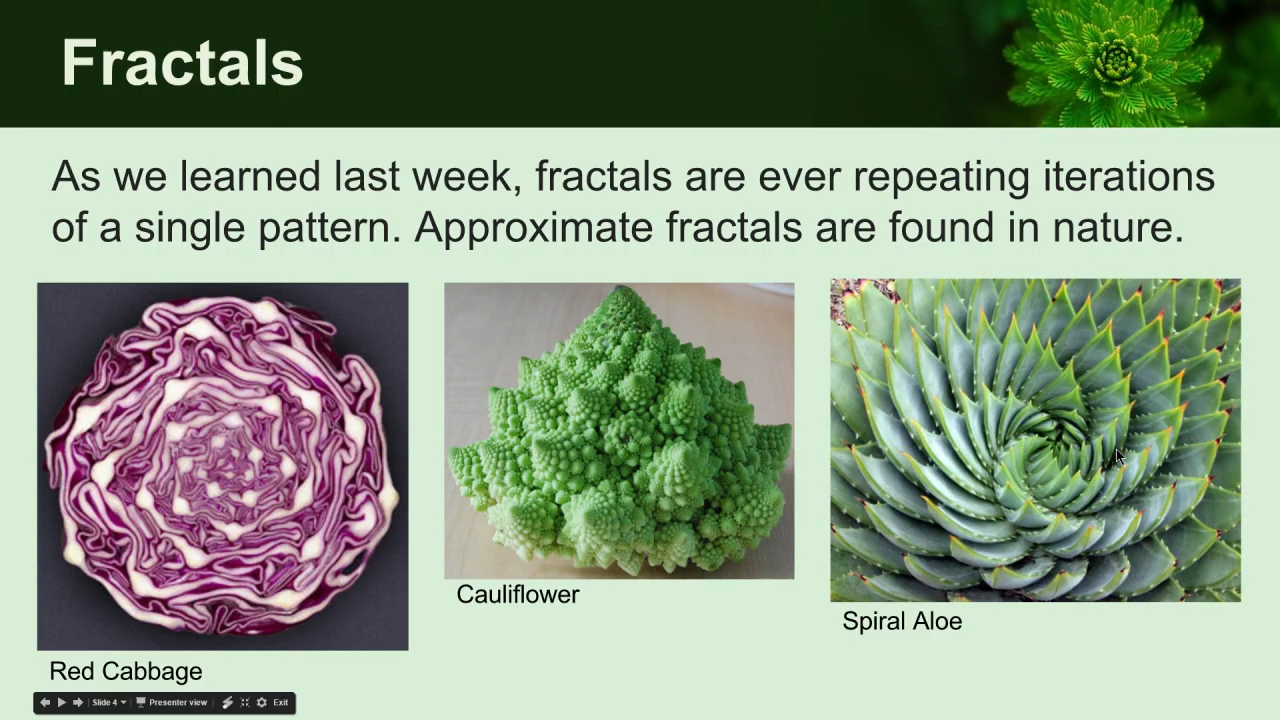 Fractals
As we learned last week, fractals are ever repeating iterations
of a single pattern. Approximate fractals are found in nature.
Cauliflower
Spiral Aloe
Red Cabbage
Slide 4 Presenter view Exit